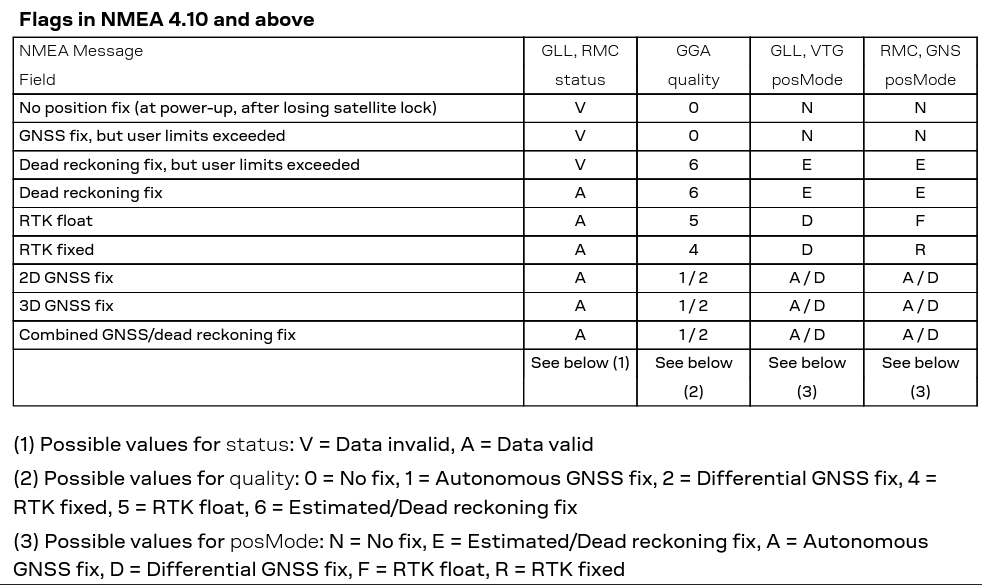 Flags in NMEA 4.10 and above
NMEA Message GLL, RMC GGA GLL, VTG RMC, GNS
Field status quality posMode posMode
No position fix (at power-up, after losing satellite lock) V 0 N N
GNSS fix, but user limits exceeded V 0 N N
Dead reckoning fix, but user limits exceeded V 6 E E
Dead reckoning fix A 6 E E
RTK float A 5 D F
RTK fixed A 4 D R
2D GNSS fix A 1 / 2 A / D A / D
3D GNSS fix A 1 / 2 A / D A / D
Combined GNSS/dead reckoning fix A 1 / 2 A / D A / D
See below (1) See below See below See below
(2) (3) (3)
(1) Possible values for status: V = Data invalid, A = Data valid
(2) Possible values for quality: 0 = No fix, 1 = Autonomous GNSS fix, 2 = Differential GNSS fix, 4 =
RTK fixed, 5 = RTK float, 6 = Estimated/Dead reckoning fix
(3) Possible values for posMode: N = No fix, E = Estimated/Dead reckoning fix, A = Autonomous
GNSS fix, D = Differential GNSS fix, F = RTK float, R = RTK fixed